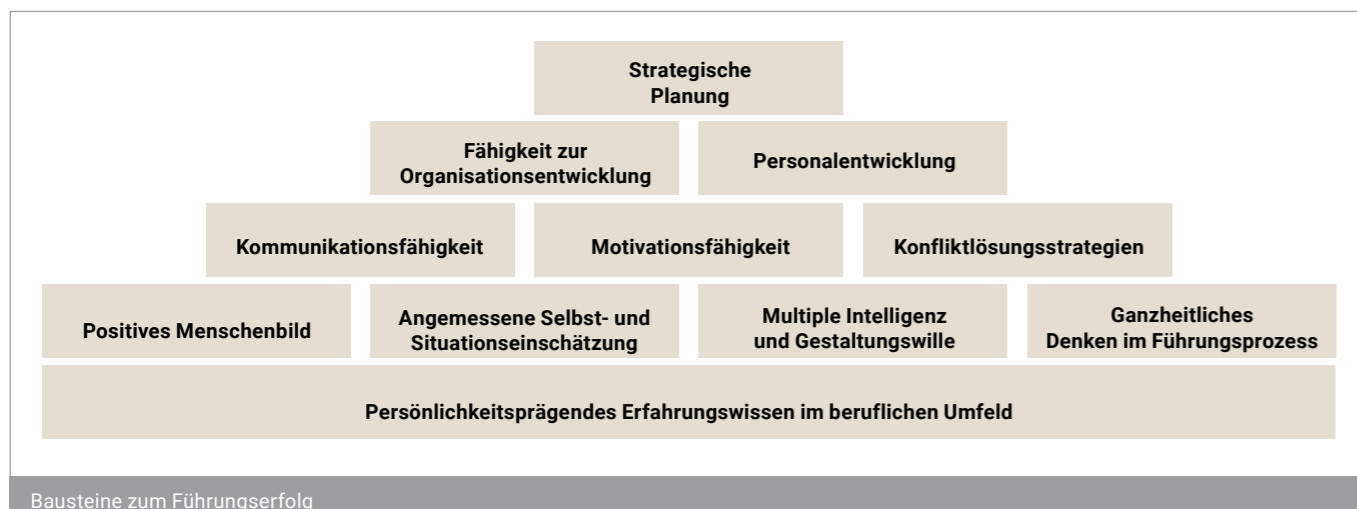 Strategische
Planung
Fähigkeit zur
Organisationsentwicklung
Personalentwicklung
Kommunikationsfähigkeit
Motivationsfähigkeit
Konfliktlösungsstrategien
Positives Menschenbild
Angemessene Selbst- und
Situationseinschätzung
Multiple Intelligenz
und Gestaltungswille
Ganzheitliches
Denken im Führungsprozess
Persönlichkeitsprägendes Erfahrungswissen im beruflichen Umfeld
Bausteine zum Führungserfolg